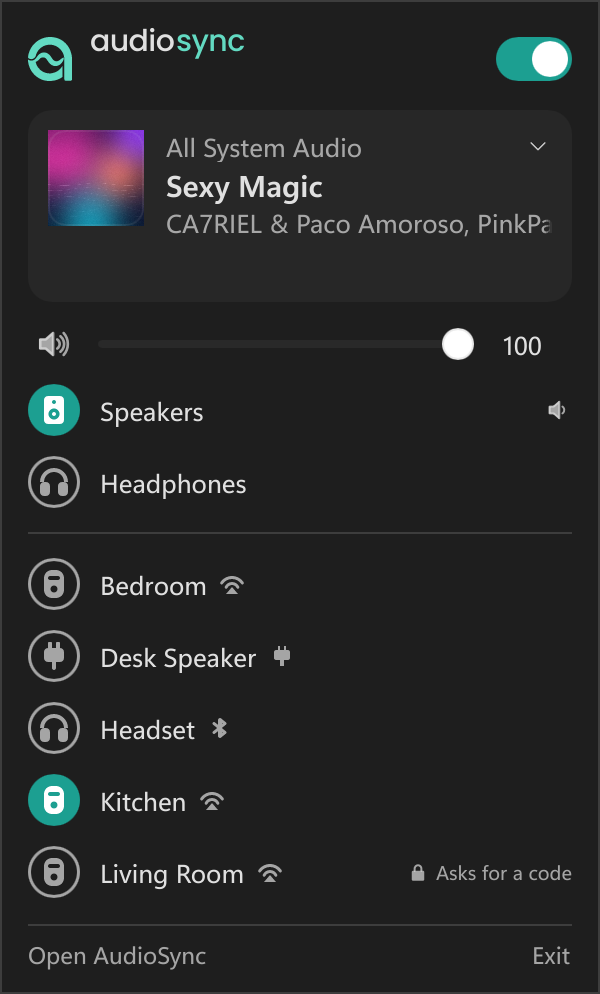 audiosync
All System Audio
Sexy Magic
CA7RIEL & Paco Amoroso, PinkPa
100
Speakers
Headphones
Bedroom
Desk Speaker
Headset
Kitchen
Living Room Asks for a code
Open AudioSync Exit